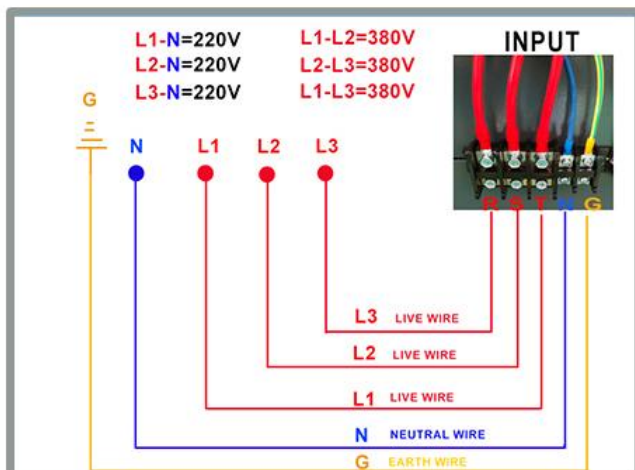 L1-N=220V L1-L2=380V INPUT
L2-N=220V L2-L3=380V
L3-N=220V L1-L3=380V
G
N L1 L2 L3
R S T N G
L3 LIVE WIRE
L2 LIVE WIRE
L1 LIVE WIRE
N NEUTRAL WIRE
G EARTH WIRE